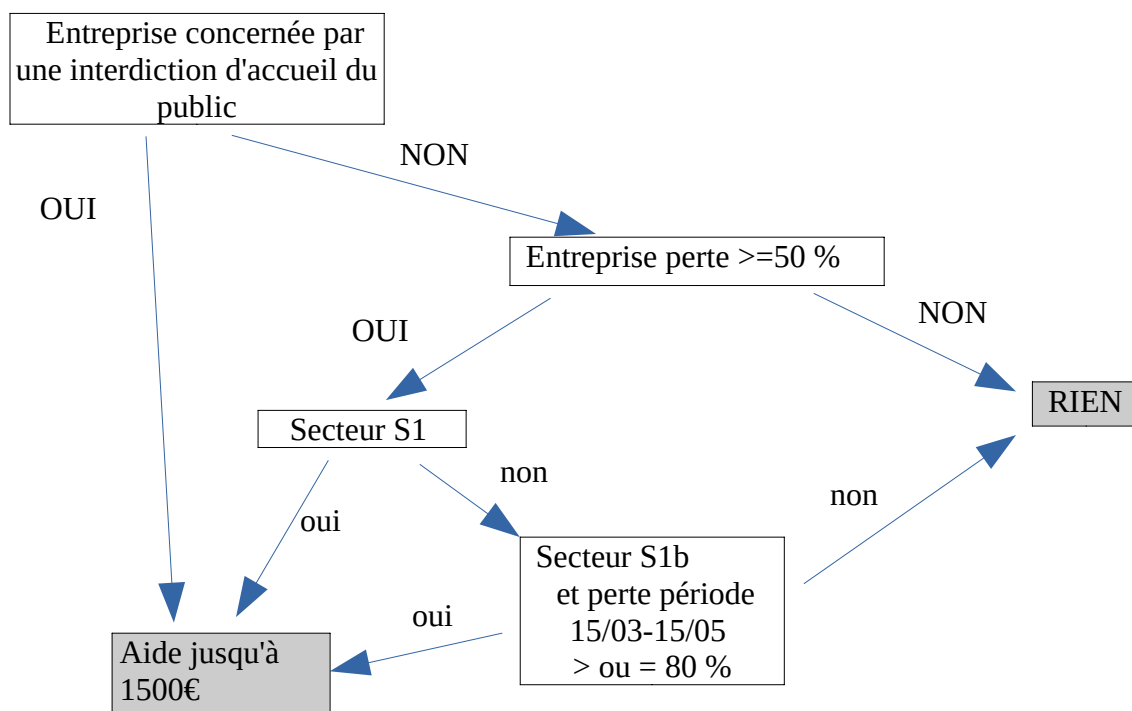 Entreprise concernée par
une interdiction d'accueil du
public
NON
OUI
Entreprise perte >=50 %
OUI
NON
RIEN
Secteur S1
non
non
oui
Secteur S1b
et perte période
15/03-15/05
> ou = 80 %
oui
Aide jusqu'à
1500€